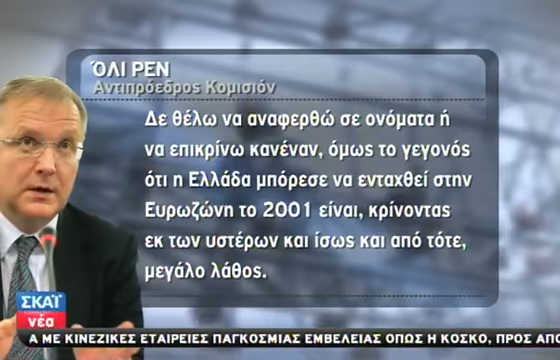 ΌΛΙ ΡΕΝ
Αντιπρόεδρος Κομισιόν
Δε θέλω να αναφερθώ σε ονόματα ή
να επικρίνω κανέναν, όμως το γεγονός
ότι η Ελλάδα μπόρεσε να ενταχθεί στην
Ευρωζώνη το 2001 είναι, κρίνοντας
εκ των υστέρων και ίσως και από τότε,
μεγάλο λάθος.
ΣΚΑΪ
νέα
Α ΜΕ ΚΙΝΕΖΙΚΕΣ ΕΤΑΙΡΕΙΕΣ ΠΑΓΚΟΣΜΙΑΣ ΕΜΒΕΛΕΙΑΣ ΟΠΩΣ Η ΚΟΣΚΟ, ΠΡΟΣ ΑΠΟ